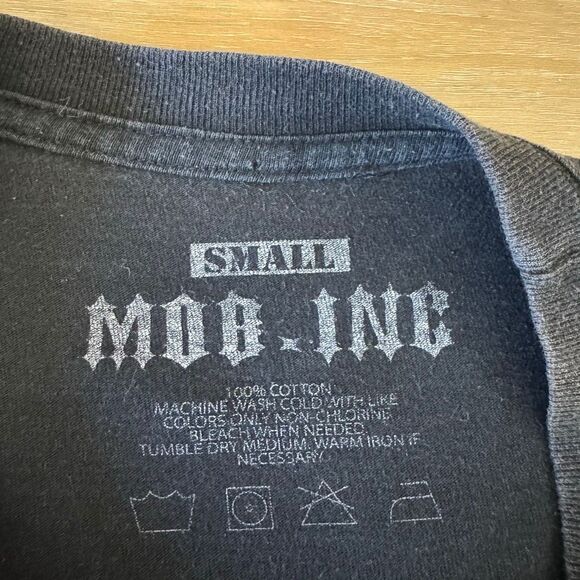 SMALL
MOB.INC
100% COTTON
MACHINE WASH COLD WITH LIKE
COLORS ONLY NON-CHLORINE
BLEACH WHEN NEEDED.
TUMBLE DRY MEDIUM. WARM IRON IF
NECESSARY